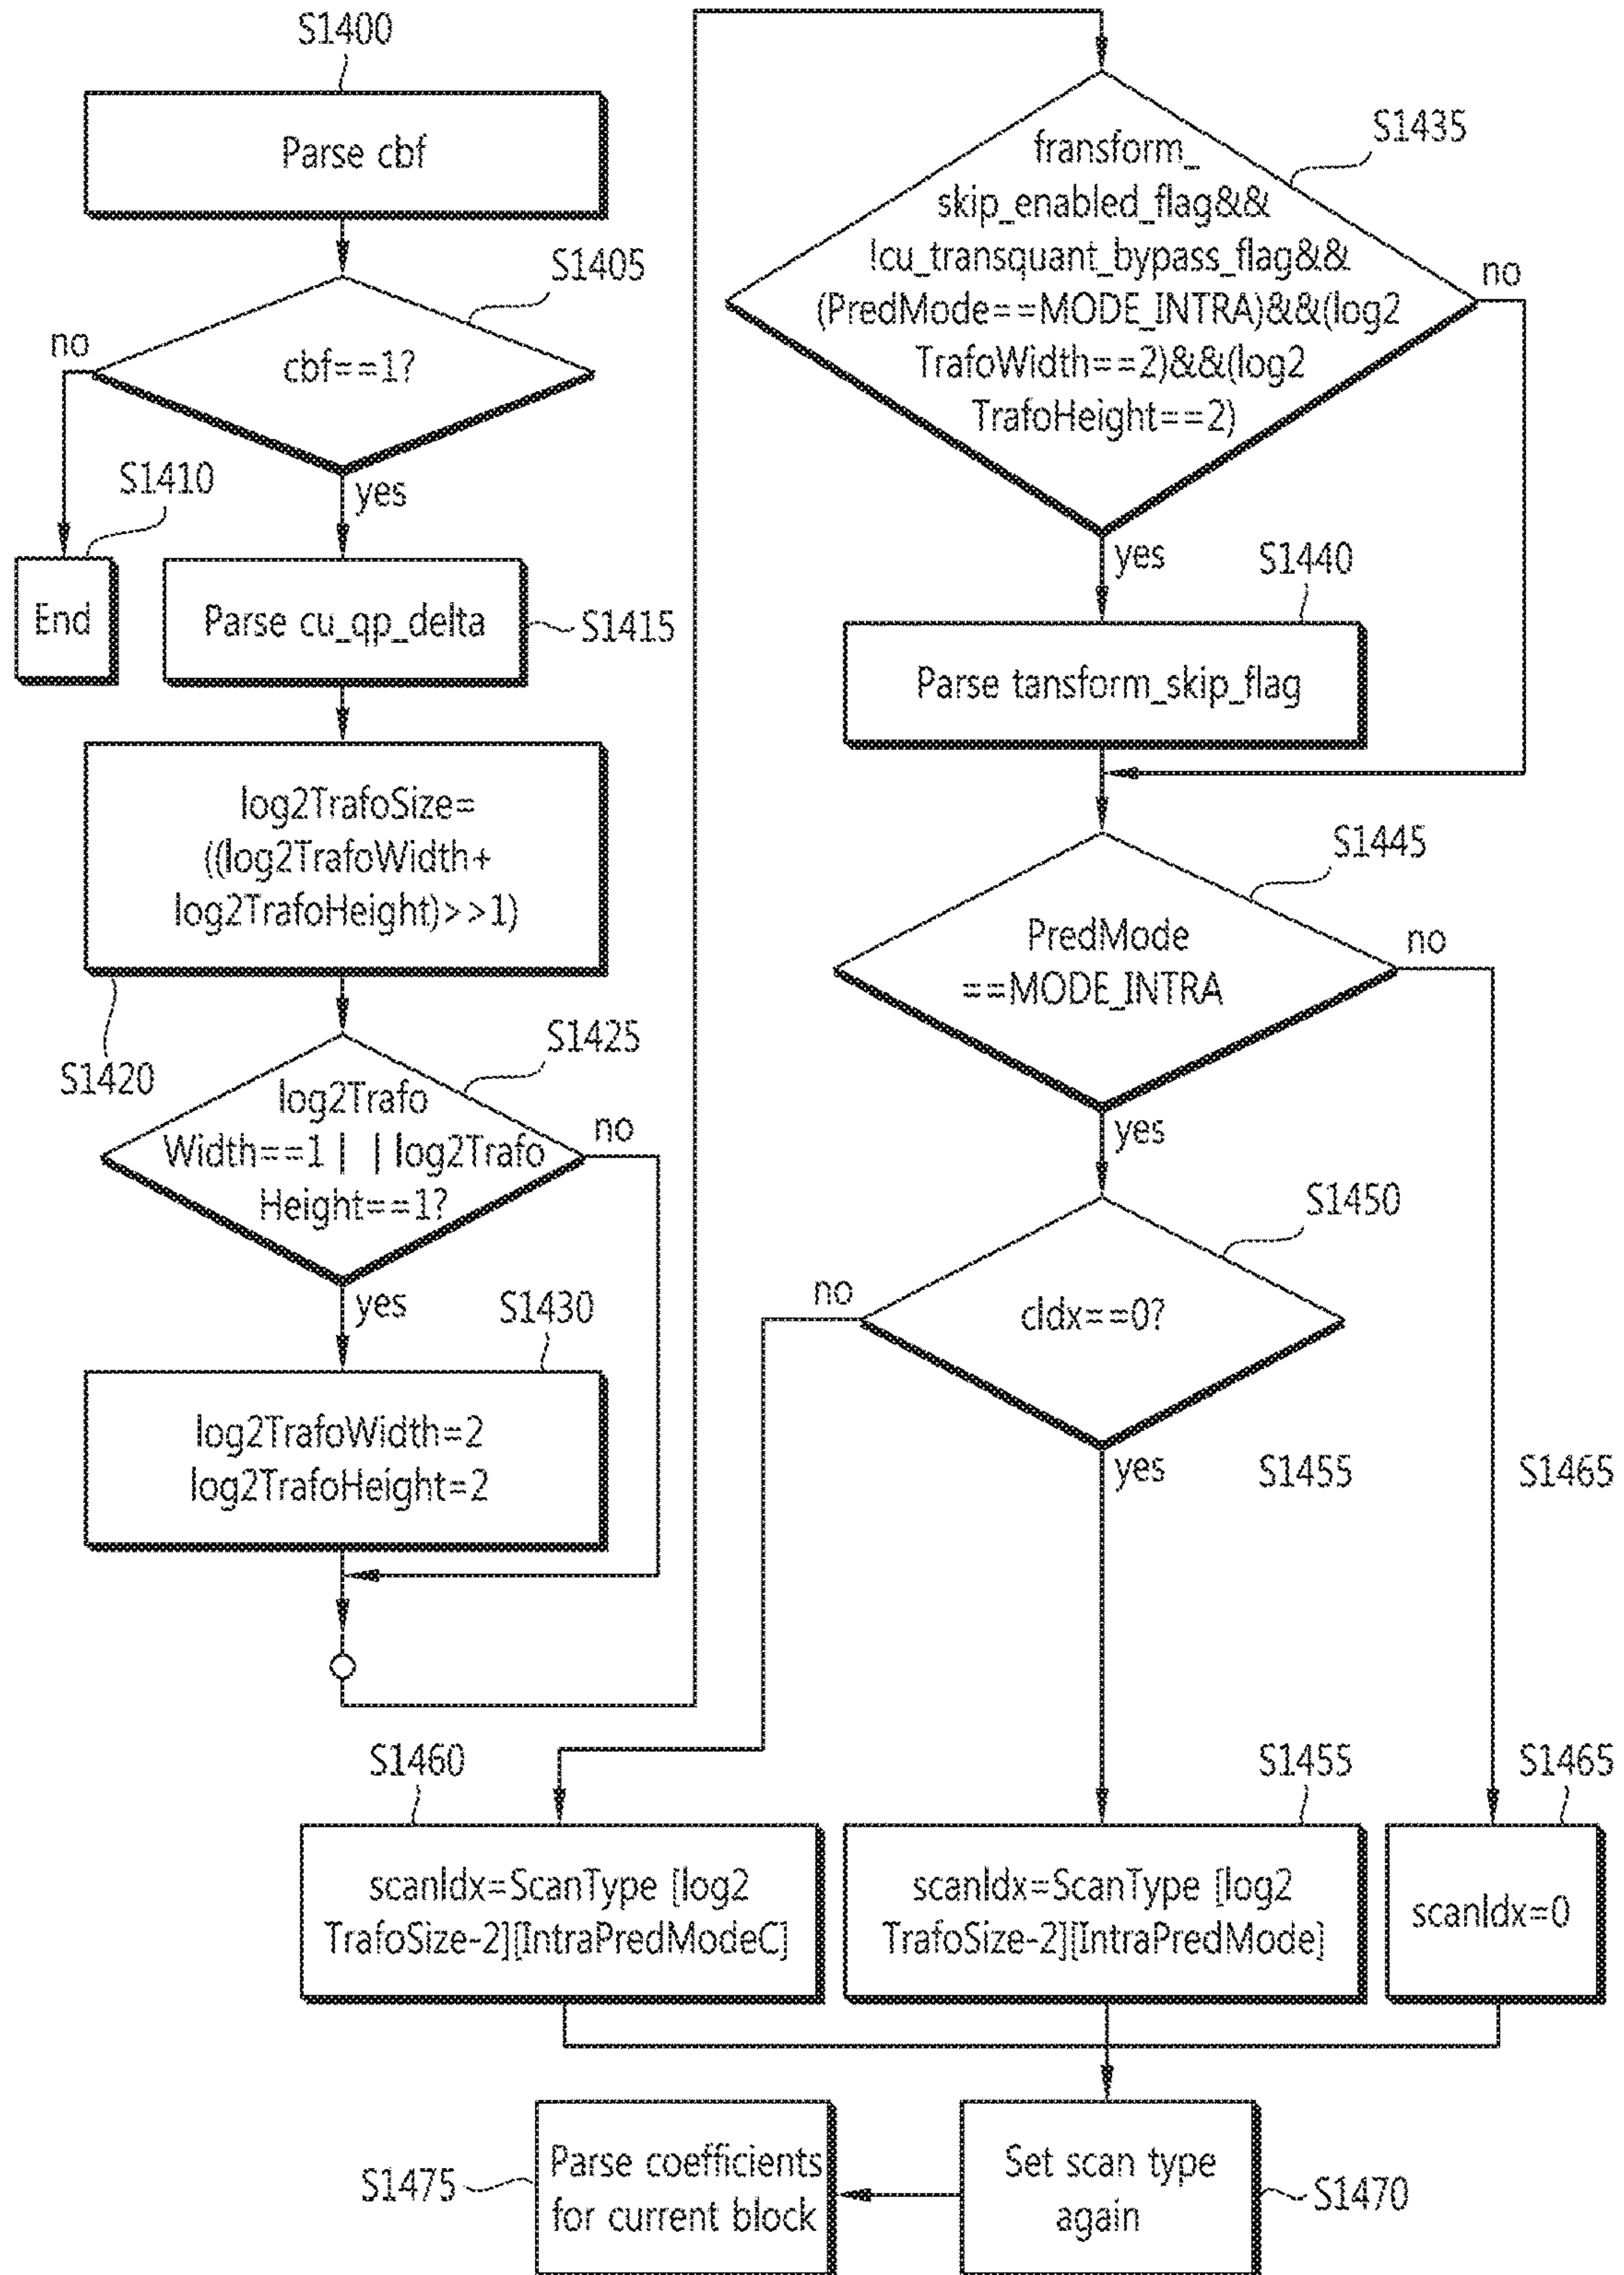 S1400
Parse cbf
S1405
no
cbf==1?
yes
S1410
End
Parse cu_qp_delta
S1415
log2TrafoSize=
((log2TrafoWidth+
log2TrafoHeight)>>1)
S1420
S1425
log2Trafo
Width==1 | | log2Trafo
Height==1?
no
yes
S1430
log2TrafoWidth=2
log2TrafoHeight=2
S1435
fransform_
skip_enabled_flag&&
!cu_transquant_bypass_flag&&
(PredMode==MODE_INTRA)&&(log2
TrafoWidth==2)&&(log2
TrafoHeight==2)
no
yes
S1440
Parse tansform_skip_flag
S1445
PredMode
==MODE_INTRA
no
yes
S1450
no
cIdx==0?
yes
S1455
S1465
S1460
scanIdx=ScanType [log2
TrafoSize-2][IntraPredModeC]
S1455
scanIdx=ScanType [log2
TrafoSize-2][IntraPredMode]
S1465
scanIdx=0
S1475
Parse coefficients
for current block
Set scan type
again
S1470